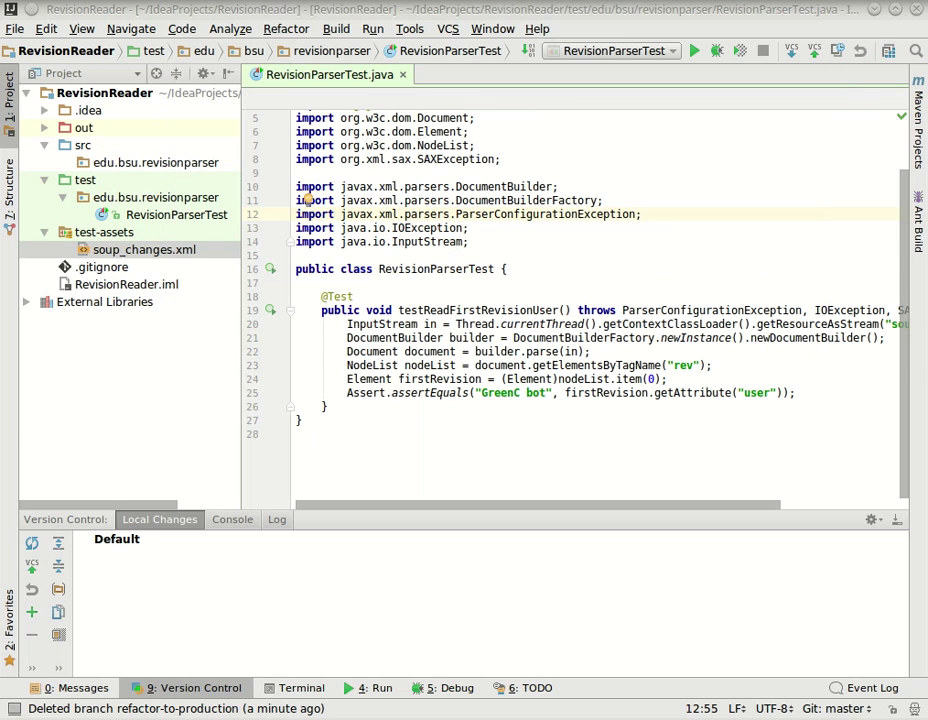 RevisionReader - [~/IdeaProjects/RevisionReader] - [RevisionReader] - ~/IdeaProjects/RevisionReader/test/edu/bsu/revisionparser/RevisionParserTest.java - I...
File Edit View Navigate Code Analyze Refactor Build Run Tools VCS Window Help
RevisionReader test edu bsu revisionparser RevisionParserTest RevisionParserTest
Project RevisionParserTest.java
1: Project
7: Structure
2: Favorites
RevisionReader ~/IdeaProjects/
.idea
out
src
edu.bsu.revisionparser
test
edu.bsu.revisionparser
RevisionParserTest
test-assets
soup_changes.xml
.gitignore
RevisionReader.iml
External Libraries
5 import org.w3c.dom.Document;
6 import org.w3c.dom.Element;
7 import org.w3c.dom.NodeList;
8 import org.xml.sax.SAXException;
9
10 import javax.xml.parsers.DocumentBuilder;
11 import javax.xml.parsers.DocumentBuilderFactory;
12 import javax.xml.parsers.ParserConfigurationException;
13 import java.io.IOException;
14 import java.io.InputStream;
15
16 public class RevisionParserTest {
17
18 @Test
19 public void testReadFirstRevisionUser() throws ParserConfigurationException, IOException, SA
20 InputStream in = Thread.currentThread().getContextClassLoader().getResourceAsStream("sou
21 DocumentBuilder builder = DocumentBuilderFactory.newInstance().newDocumentBuilder();
22 Document document = builder.parse(in);
23 NodeList nodeList = document.getElementsByTagName("rev");
24 Element firstRevision = (Element)nodeList.item(0);
25 Assert.assertEquals("GreenC bot", firstRevision.getAttribute("user"));
26 }
27 }
28
Maven Projects
Ant Build
Version Control: Local Changes Console Log
Default
0: Messages 9: Version Control Terminal 4: Run 5: Debug 6: TODO Event Log
Deleted branch refactor-to-production (a minute ago) 12:55 LF UTF-8 Git: master